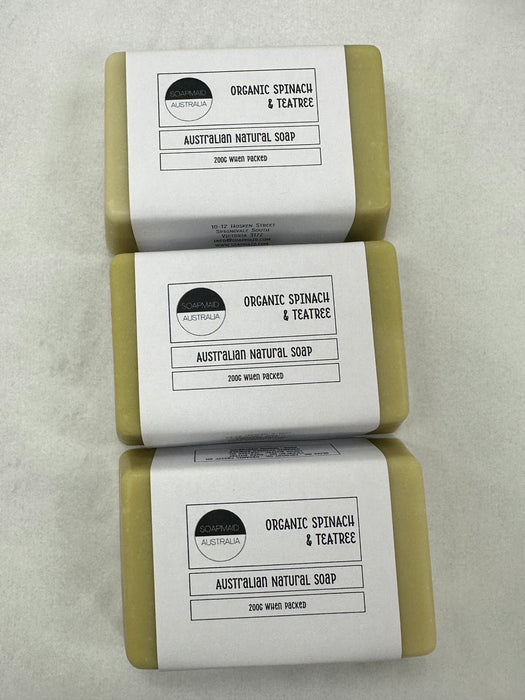 SOAPMAID
AUSTRALIA
ORGANIC SPINACH
& TEATREE
AUSTRALIAN NATURAL SOAP
200G WHEN PACKED
10-12 HOSKEN STREET
SPRINGVALE SOUTH
VICTORIA 3172
SOAPMAID
AUSTRALIA
ORGANIC SPINACH
& TEATREE
AUSTRALIAN NATURAL SOAP
200G WHEN PACKED
SOAPMAID
AUSTRALIA
ORGANIC SPINACH
& TEATREE
AUSTRALIAN NATURAL SOAP
200G WHEN PACKED